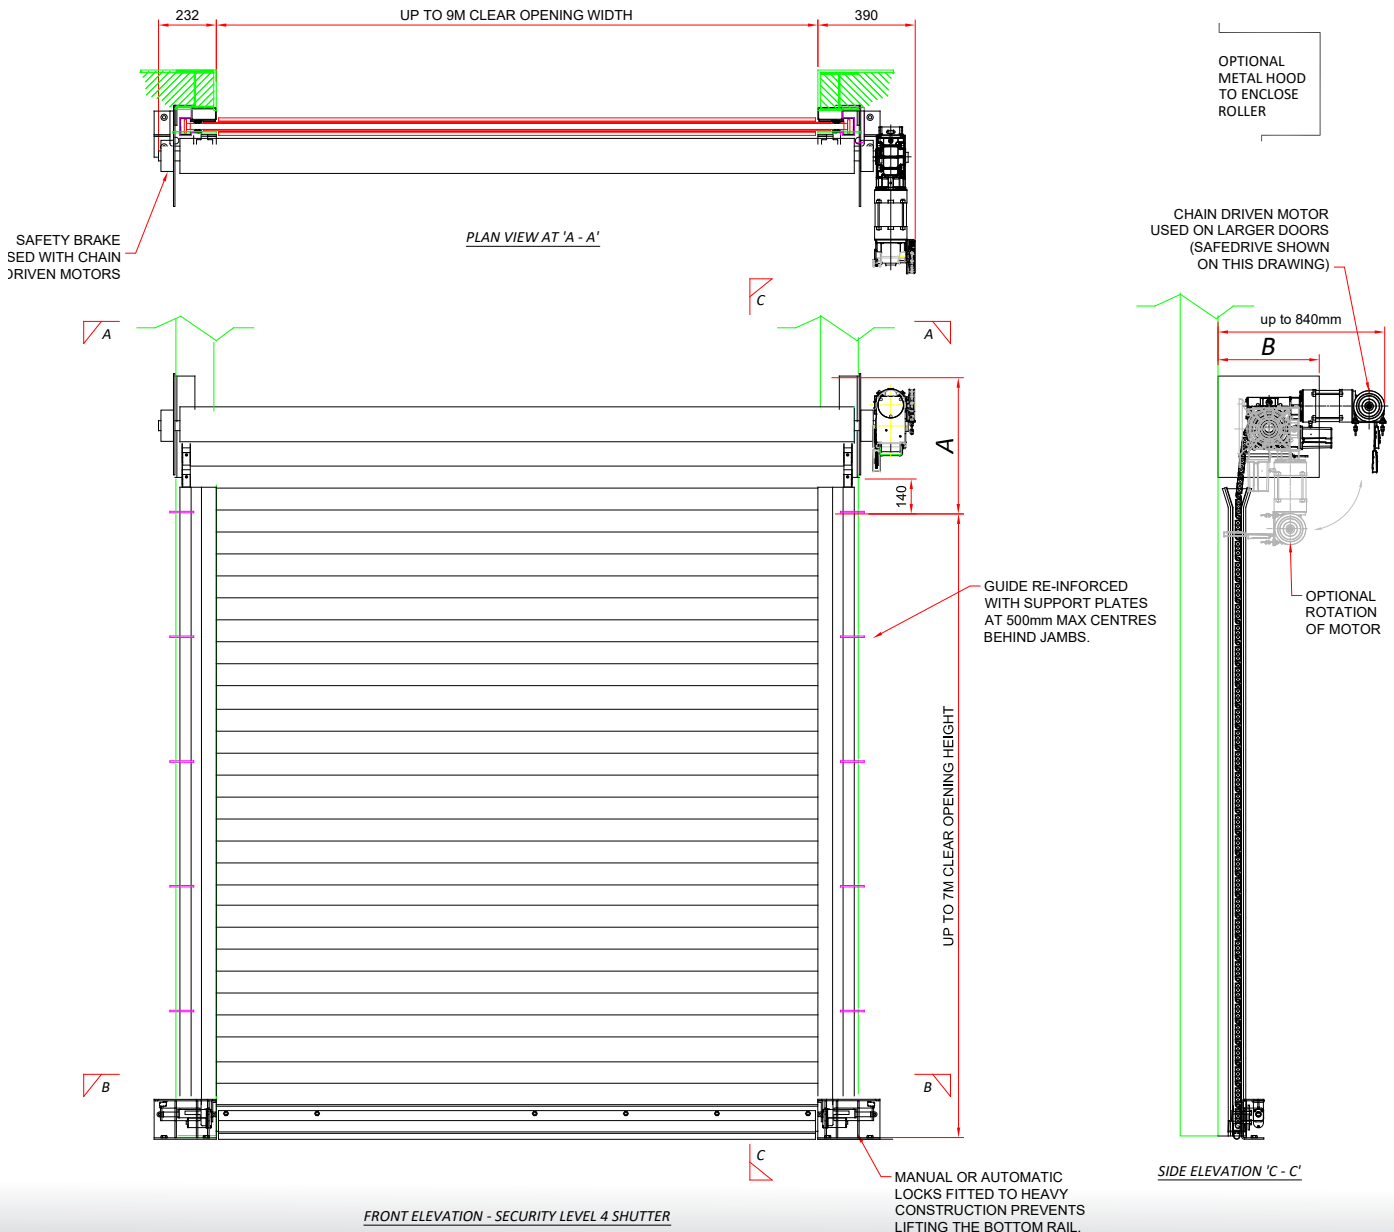 232
UP TO 9M CLEAR OPENING WIDTH
390
OPTIONAL
METAL HOOD
TO ENCLOSE
ROLLER
SAFETY BRAKE
SED WITH CHAIN
DRIVEN MOTORS
PLAN VIEW AT 'A - A'
CHAIN DRIVEN MOTOR
USED ON LARGER DOORS
(SAFEDRIVE SHOWN
ON THIS DRAWING)
C
A
A
up to 840mm
B
A
140
GUIDE RE-INFORCED
WITH SUPPORT PLATES
AT 500mm MAX CENTRES
BEHIND JAMBS.
OPTIONAL
ROTATION
OF MOTOR
UP TO 7M CLEAR OPENING HEIGHT
B
B
C
MANUAL OR AUTOMATIC
LOCKS FITTED TO HEAVY
CONSTRUCTION PREVENTS
LIFTING THE BOTTOM RAIL.
SIDE ELEVATION 'C - C'
FRONT ELEVATION - SECURITY LEVEL 4 SHUTTER